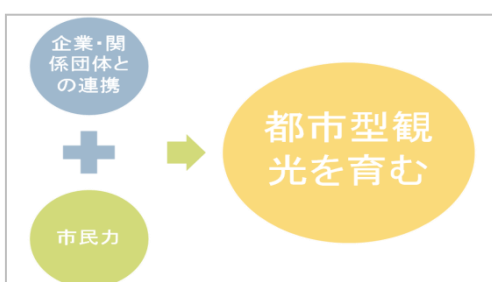 企業・関
係団体と
の連携
市民力
都市型観
光を育む